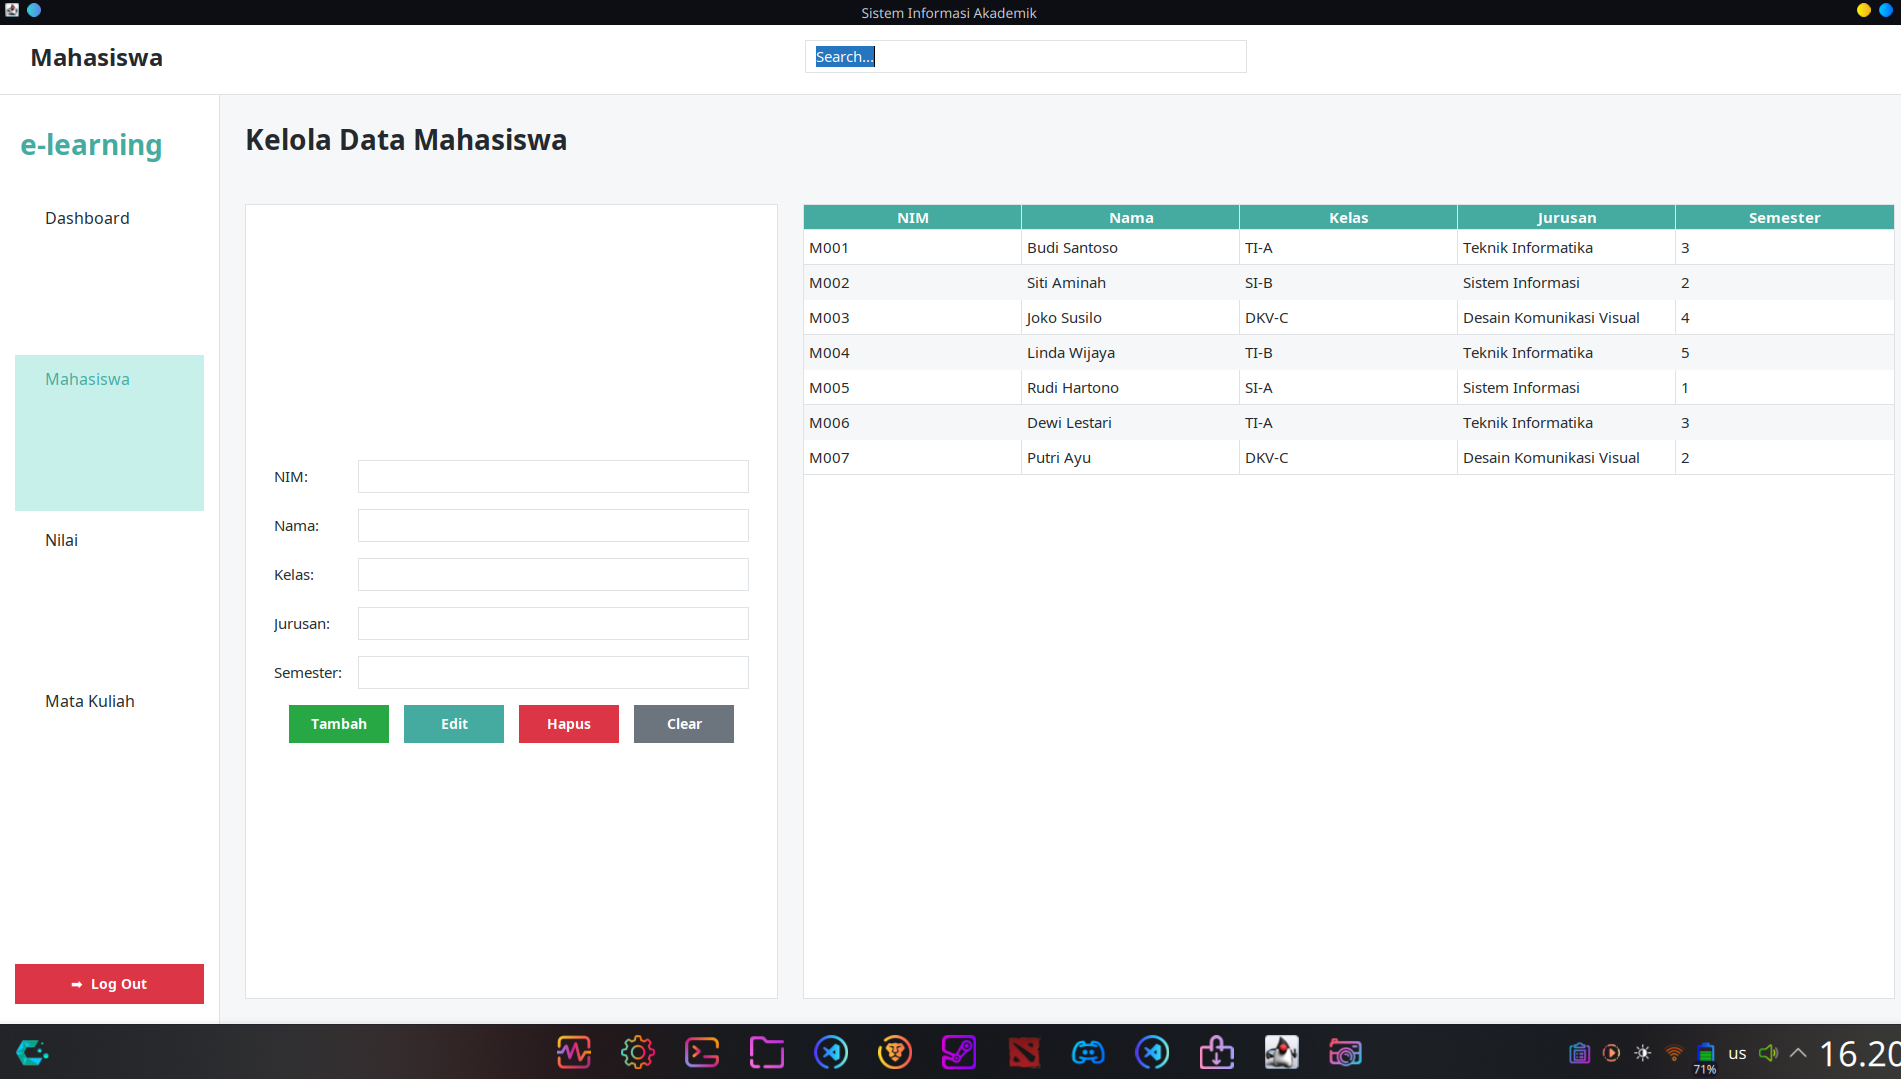 Sistem Informasi Akademik
Mahasiswa
Search...
e-learning
Dashboard
Mahasiswa
Nilai
Mata Kuliah
➡ Log Out
Kelola Data Mahasiswa
NIM:
Nama:
Kelas:
Jurusan:
Semester:
Tambah Edit Hapus Clear
NIM Nama Kelas Jurusan Semester
M001 Budi Santoso TI-A Teknik Informatika 3
M002 Siti Aminah SI-B Sistem Informasi 2
M003 Joko Susilo DKV-C Desain Komunikasi Visual 4
M004 Linda Wijaya TI-B Teknik Informatika 5
M005 Rudi Hartono SI-A Sistem Informasi 1
M006 Dewi Lestari TI-A Teknik Informatika 3
M007 Putri Ayu DKV-C Desain Komunikasi Visual 2
71% us 16.20